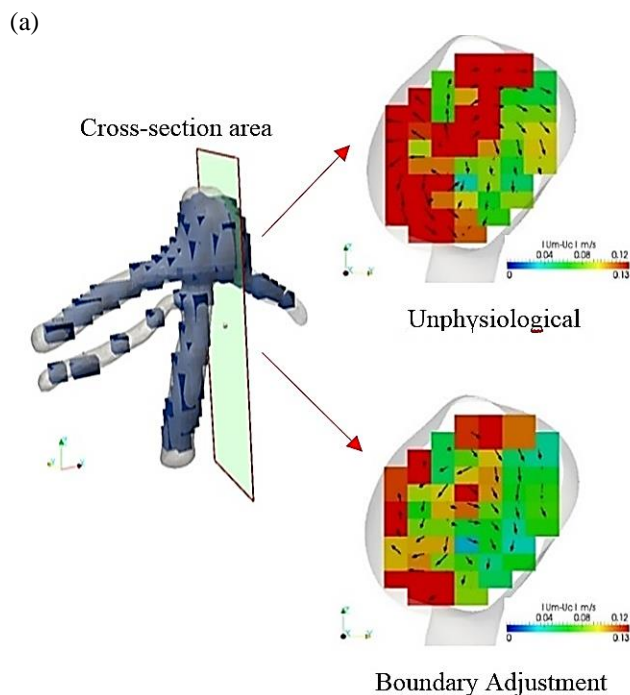 (a)
Cross-section area
|Um-Uc| m/s
0.04 0.08 0.12
0 0.13
Unphysiological
|Um-Uc| m/s
0.04 0.08 0.12
0 0.13
Boundary Adjustment